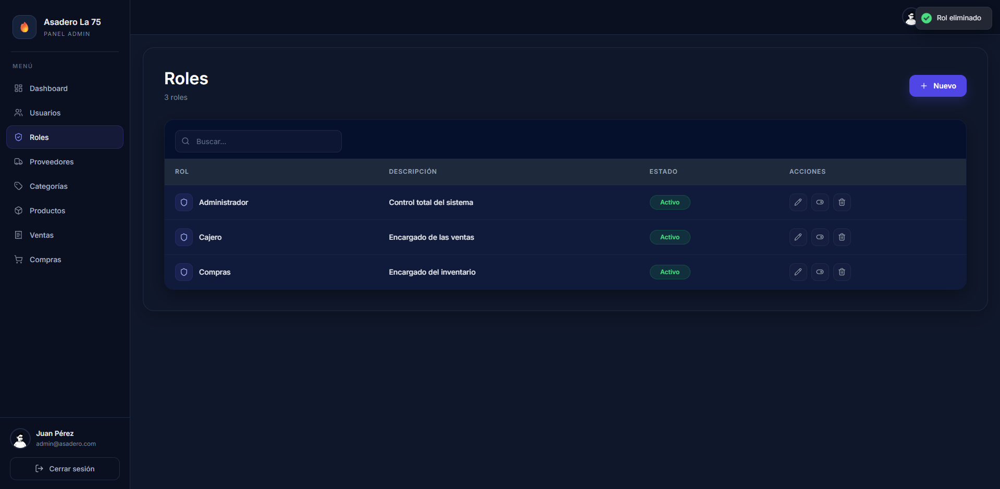 Asadero La 75
PANEL ADMIN
MENÚ
Dashboard
Usuarios
Roles
Proveedores
Categorías
Productos
Ventas
Compras
Juan Pérez
admin@asadero.com
Cerrar sesión
Rol eliminado
Roles
3 roles
Nuevo
Buscar...
ROL DESCRIPCIÓN ESTADO ACCIONES
Administrador Control total del sistema Activo
Cajero Encargado de las ventas Activo
Compras Encargado del inventario Activo